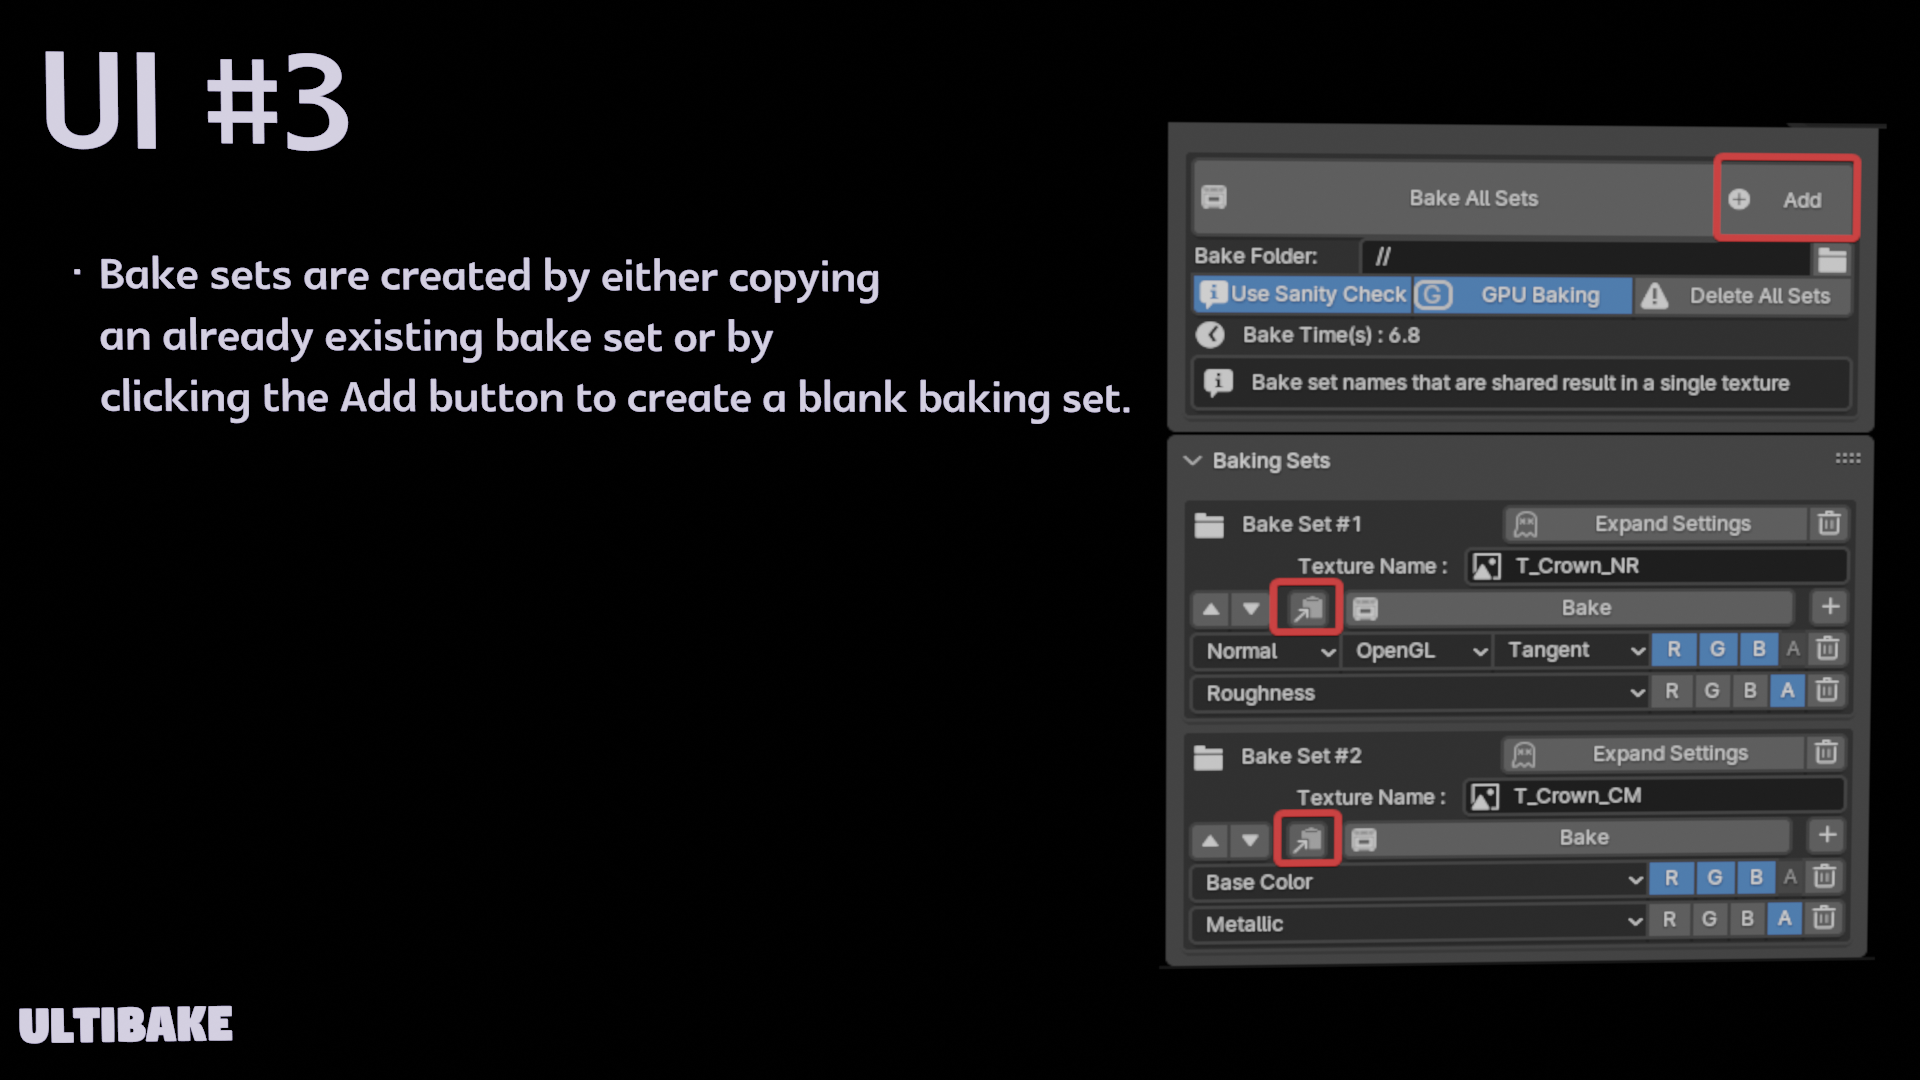 UI #3
· Bake sets are created by either copying
an already existing bake set or by
clicking the Add button to create a blank baking set.
Bake All Sets
Add
Bake Folder: //
Use Sanity Check G GPU Baking Delete All Sets
Bake Time(s) : 6.8
Bake set names that are shared result in a single texture
Baking Sets
Bake Set #1 Expand Settings
Texture Name : T_Crown_NR
Bake +
Normal OpenGL Tangent R G B A
Roughness R G B A
Bake Set #2 Expand Settings
Texture Name : T_Crown_CM
Bake +
Base Color R G B A
Metallic R G B A
ULTIBAKE